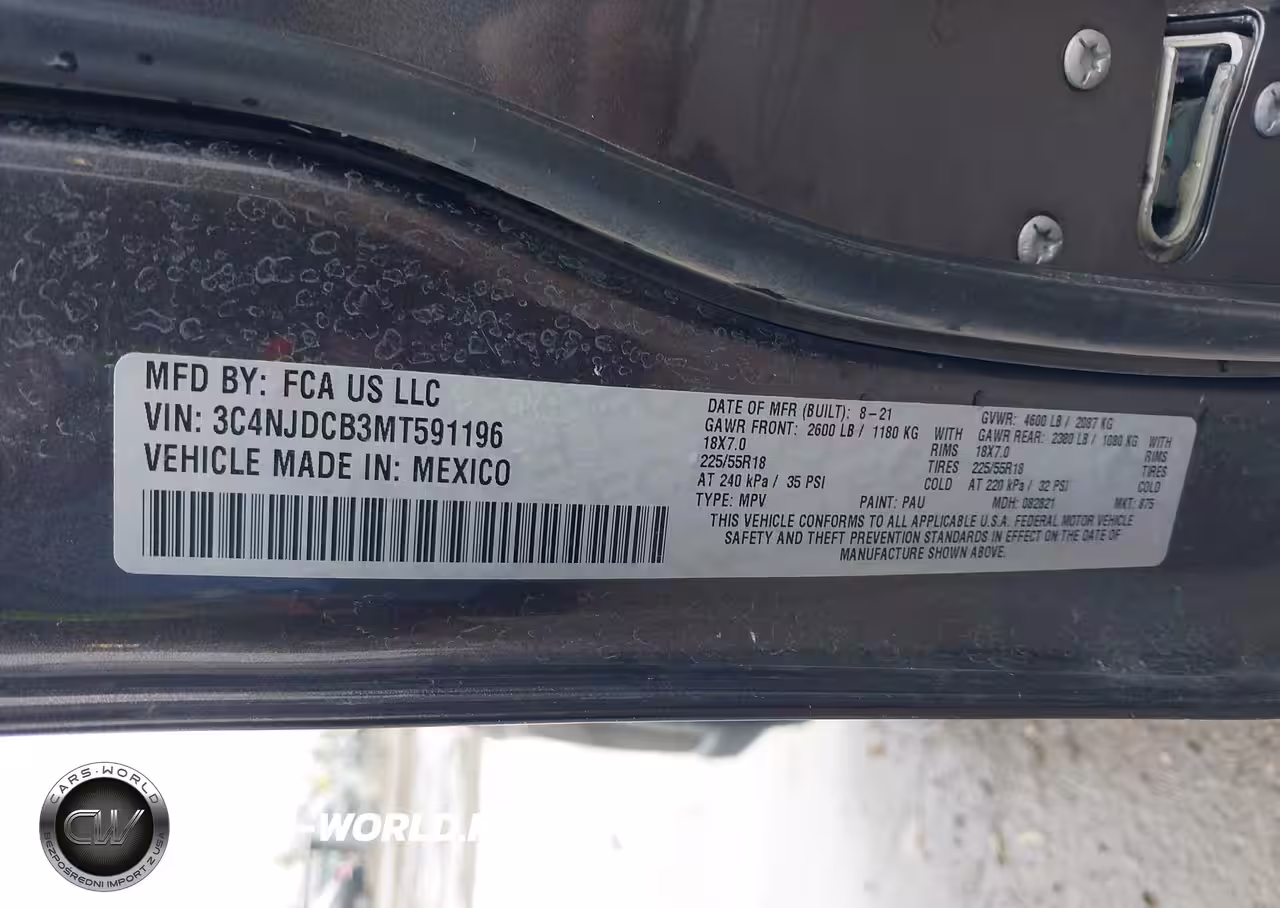 MFD BY: FCA US LLC
VIN: 3C4NJDCB3MT591196
VEHICLE MADE IN: MEXICO
DATE OF MFR (BUILT): 8-21 GVWR: 4600 LB / 2087 KG
GAWR FRONT: 2600 LB / 1180 KG WITH GAWR REAR: 2380 LB / 1080 KG WITH
18X7.0 RIMS 18X7.0 RIMS
225/55R18 TIRES 225/55R18 TIRES
AT 240 kPa / 35 PSI COLD AT 220 kPa / 32 PSI COLD
TYPE: MPV PAINT: PAU MDH: 082821 MKT: 875
THIS VEHICLE CONFORMS TO ALL APPLICABLE U.S.A. FEDERAL MOTOR VEHICLE
SAFETY AND THEFT PREVENTION STANDARDS IN EFFECT ON THE DATE OF
MANUFACTURE SHOWN ABOVE.
CARS-WORLD
CW
BEZPOŚREDNI IMPORT Z USA
-WORLD.